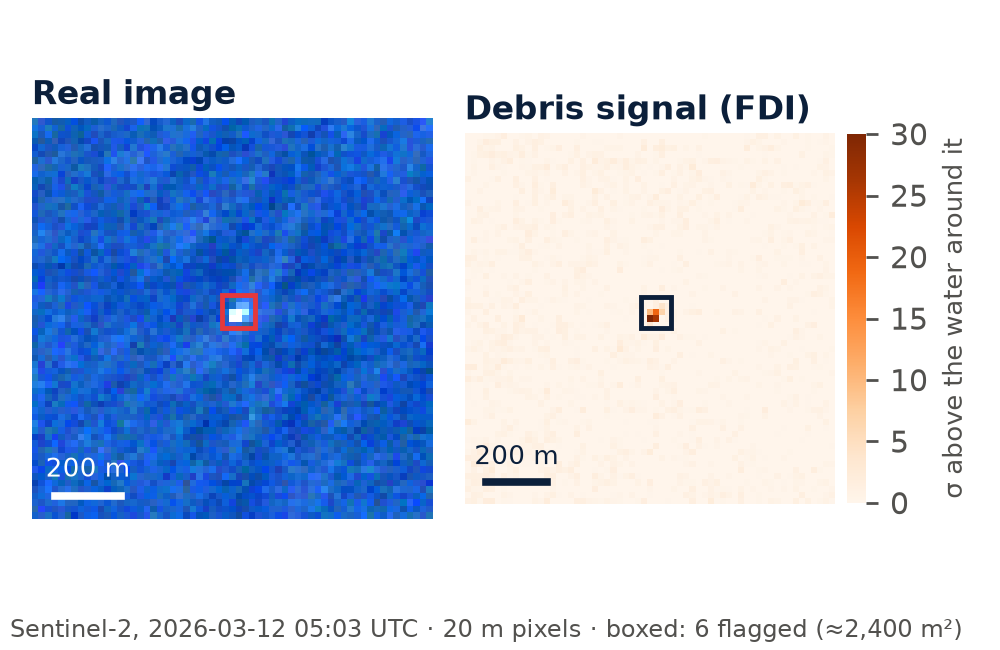 Real image
Debris signal (FDI)
200 m
200 m
30
25
20
15
10
5
0
σ above the water around it
Sentinel-2, 2026-03-12 05:03 UTC · 20 m pixels · boxed: 6 flagged (≈2,400 m²)